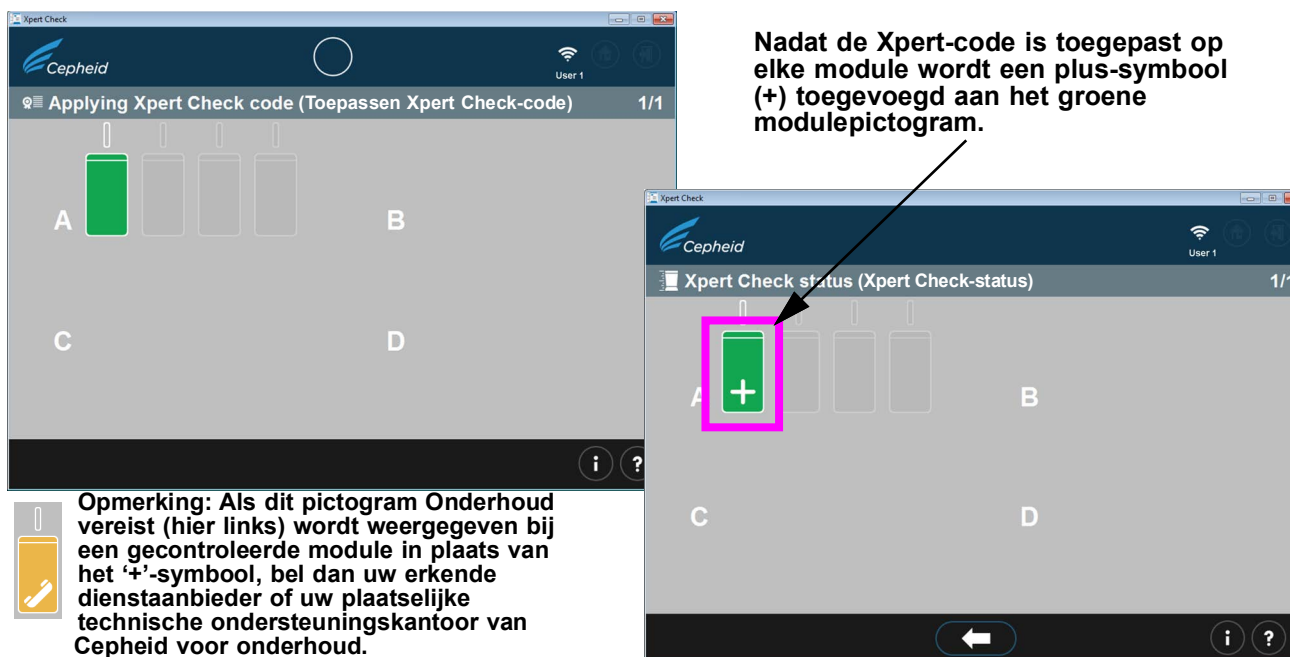 Xpert Check
Cepheid
User 1
Applying Xpert Check code (Toepassen Xpert Check-code) 1/1
A
B
C
D
i ?
Nadat de Xpert-code is toegepast op
elke module wordt een plus-symbool
(+) toegevoegd aan het groene
modulepictogram.
Xpert Check
Cepheid
User 1
Xpert Check status (Xpert Check-status) 1/1
+
A
B
C
D
i ?
Opmerking: Als dit pictogram Onderhoud
vereist (hier links) wordt weergegeven bij
een gecontroleerde module in plaats van
het ‘+’-symbool, bel dan uw erkende
dienstaanbieder of uw plaatselijke
technische ondersteuningskantoor van
Cepheid voor onderhoud.